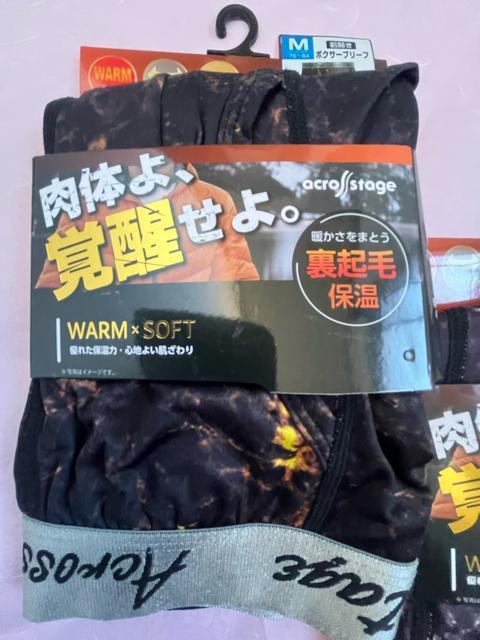 WARM
M
76~84
前開き
ボクサーブリーフ
肉体よ、
覚醒せよ。
acrosstage
暖かさをまとう
裏起毛
保温
WARM×SOFT
優れた保温力・心地よい肌ざわり
※写真はイメージです。
Across
tage
肉